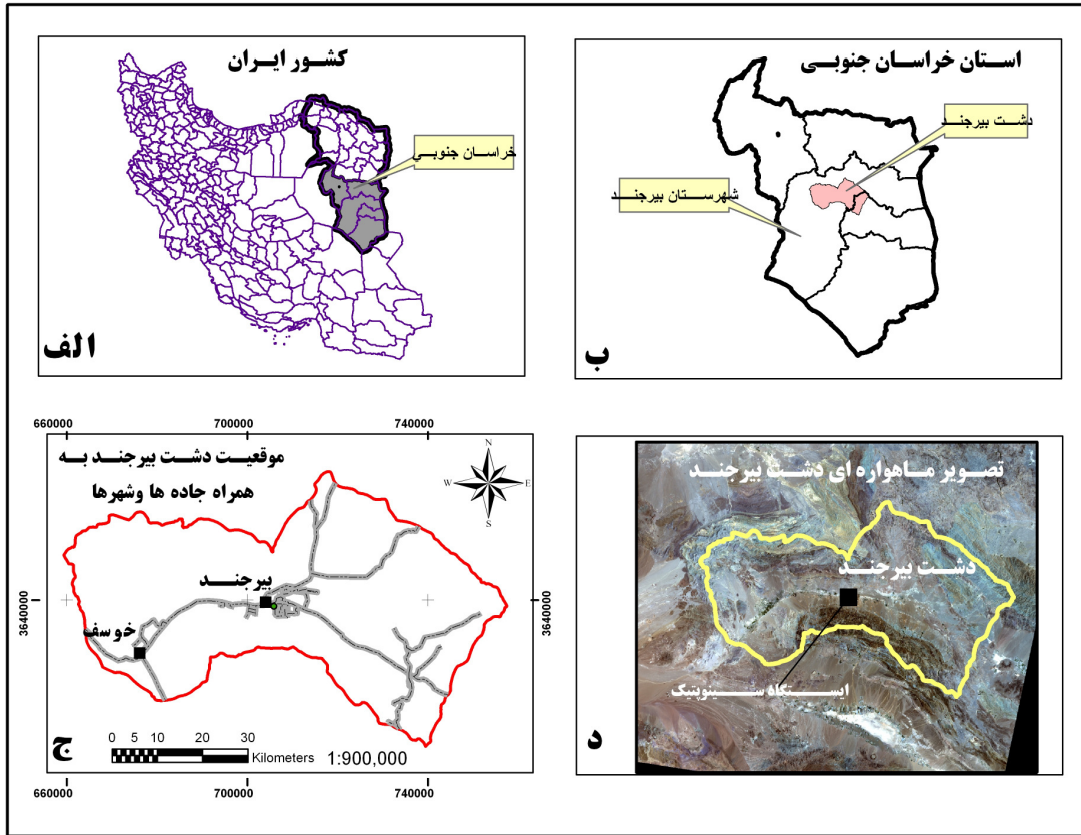 کشور ایران
خراسان جنوبی
الف
استان خراسان جنوبی
دشت بیرجند
شهرستان بیرجند
ب
660000
700000
740000
موقعیت دشت بیرجند به
همراه جاده ها وشهرها
N
W
E
S
بیرجند
خوسف
3640000
3640000
ج
0 5 10 20 30
Kilometers
1:900,000
660000
700000
740000
تصویر ماهواره ای دشت بیرجند
دشت بیرجند
ایستگاه سینوپتیک
د